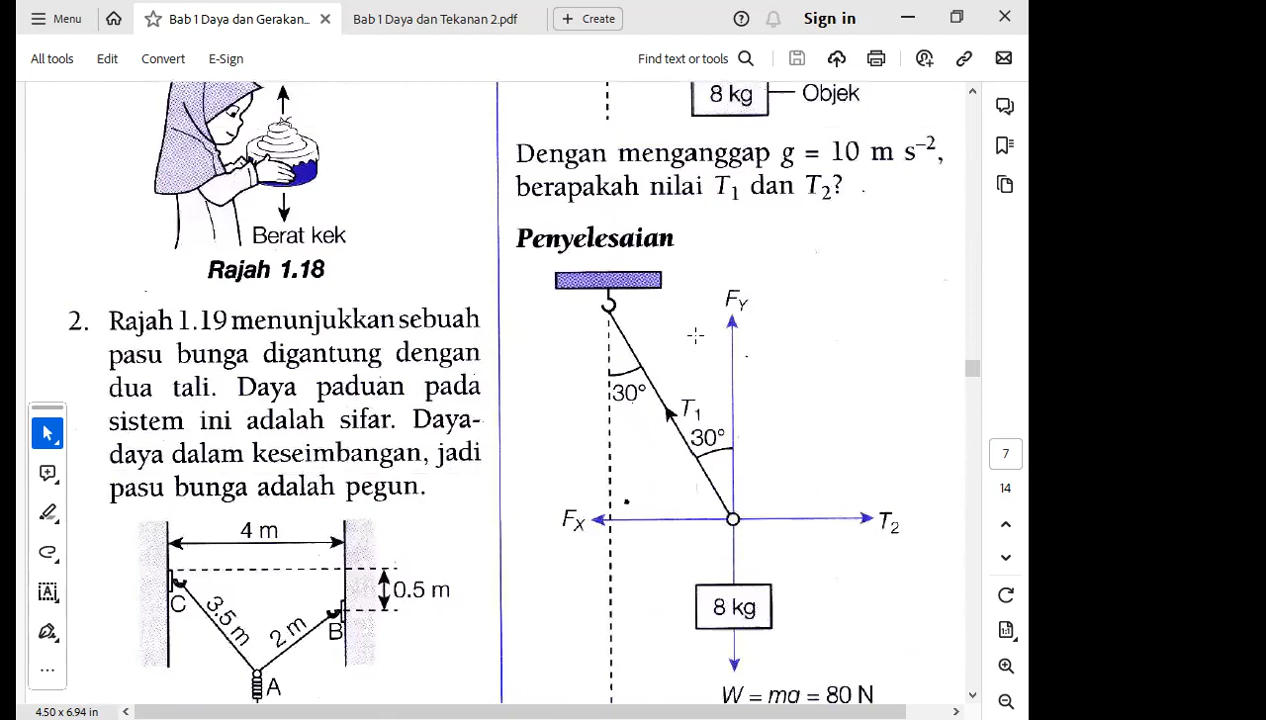 Menu
Bab 1 Daya dan Gerakan...
Bab 1 Daya dan Tekanan 2.pdf
+ Create
Sign in
All tools
Edit
Convert
E-Sign
Find text or tools
Berat kek
Rajah 1.18
2. Rajah 1.19 menunjukkan sebuah
pasu bunga digantung dengan
dua tali. Daya paduan pada
sistem ini adalah sifar. Daya-
daya dalam keseimbangan, jadi
pasu bunga adalah pegun.
4 m
0.5 m
C
3.5 m
2 m
B
A
8 kg
Objek
Dengan menganggap g = 10 m s⁻²,
berapakah nilai T₁ dan T₂?
Penyelesaian
F_Y
30°
T₁
30°
F_X
T₂
8 kg
W = mg = 80 N
7
14
4.50 x 6.94 in